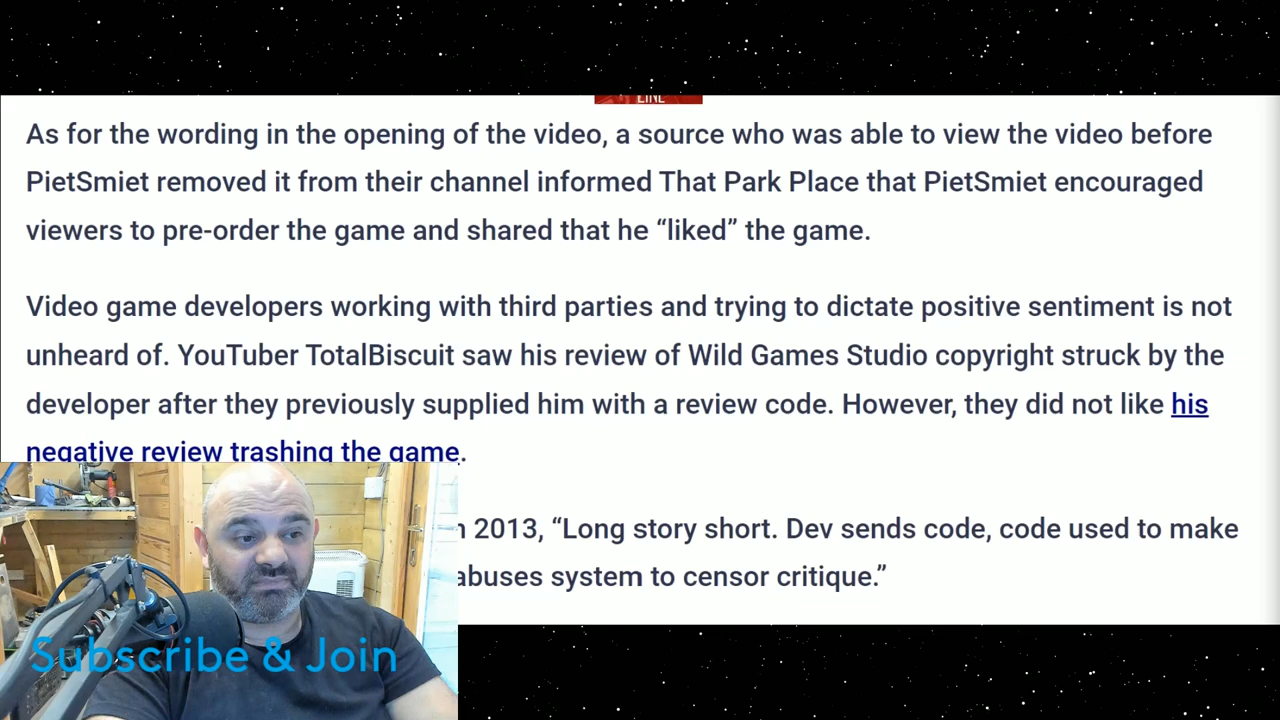 LINE
As for the wording in the opening of the video, a source who was able to view the video before
PietSmiet removed it from their channel informed That Park Place that PietSmiet encouraged
viewers to pre-order the game and shared that he “liked” the game.
Video game developers working with third parties and trying to dictate positive sentiment is not
unheard of. YouTuber TotalBiscuit saw his review of Wild Games Studio copyright struck by the
developer after they previously supplied him with a review code. However, they did not like his
negative review trashing the game.
2013, “Long story short. Dev sends code, code used to make
abuses system to censor critique.”
Subscribe & Join